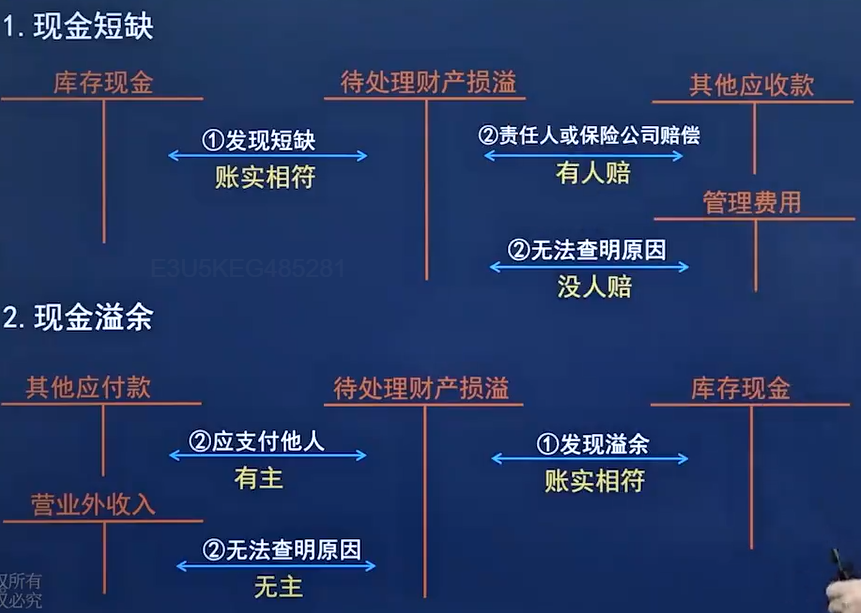 1.现金短缺
库存现金
待处理财产损溢
其他应收款
①发现短缺
账实相符
②责任人或保险公司赔偿
有人赔
管理费用
②无法查明原因
没人赔
E3U5KEG485281
2.现金溢余
其他应付款
待处理财产损溢
库存现金
②应支付他人
有主
①发现溢余
账实相符
营业外收入
②无法查明原因
无主
权所有
必究